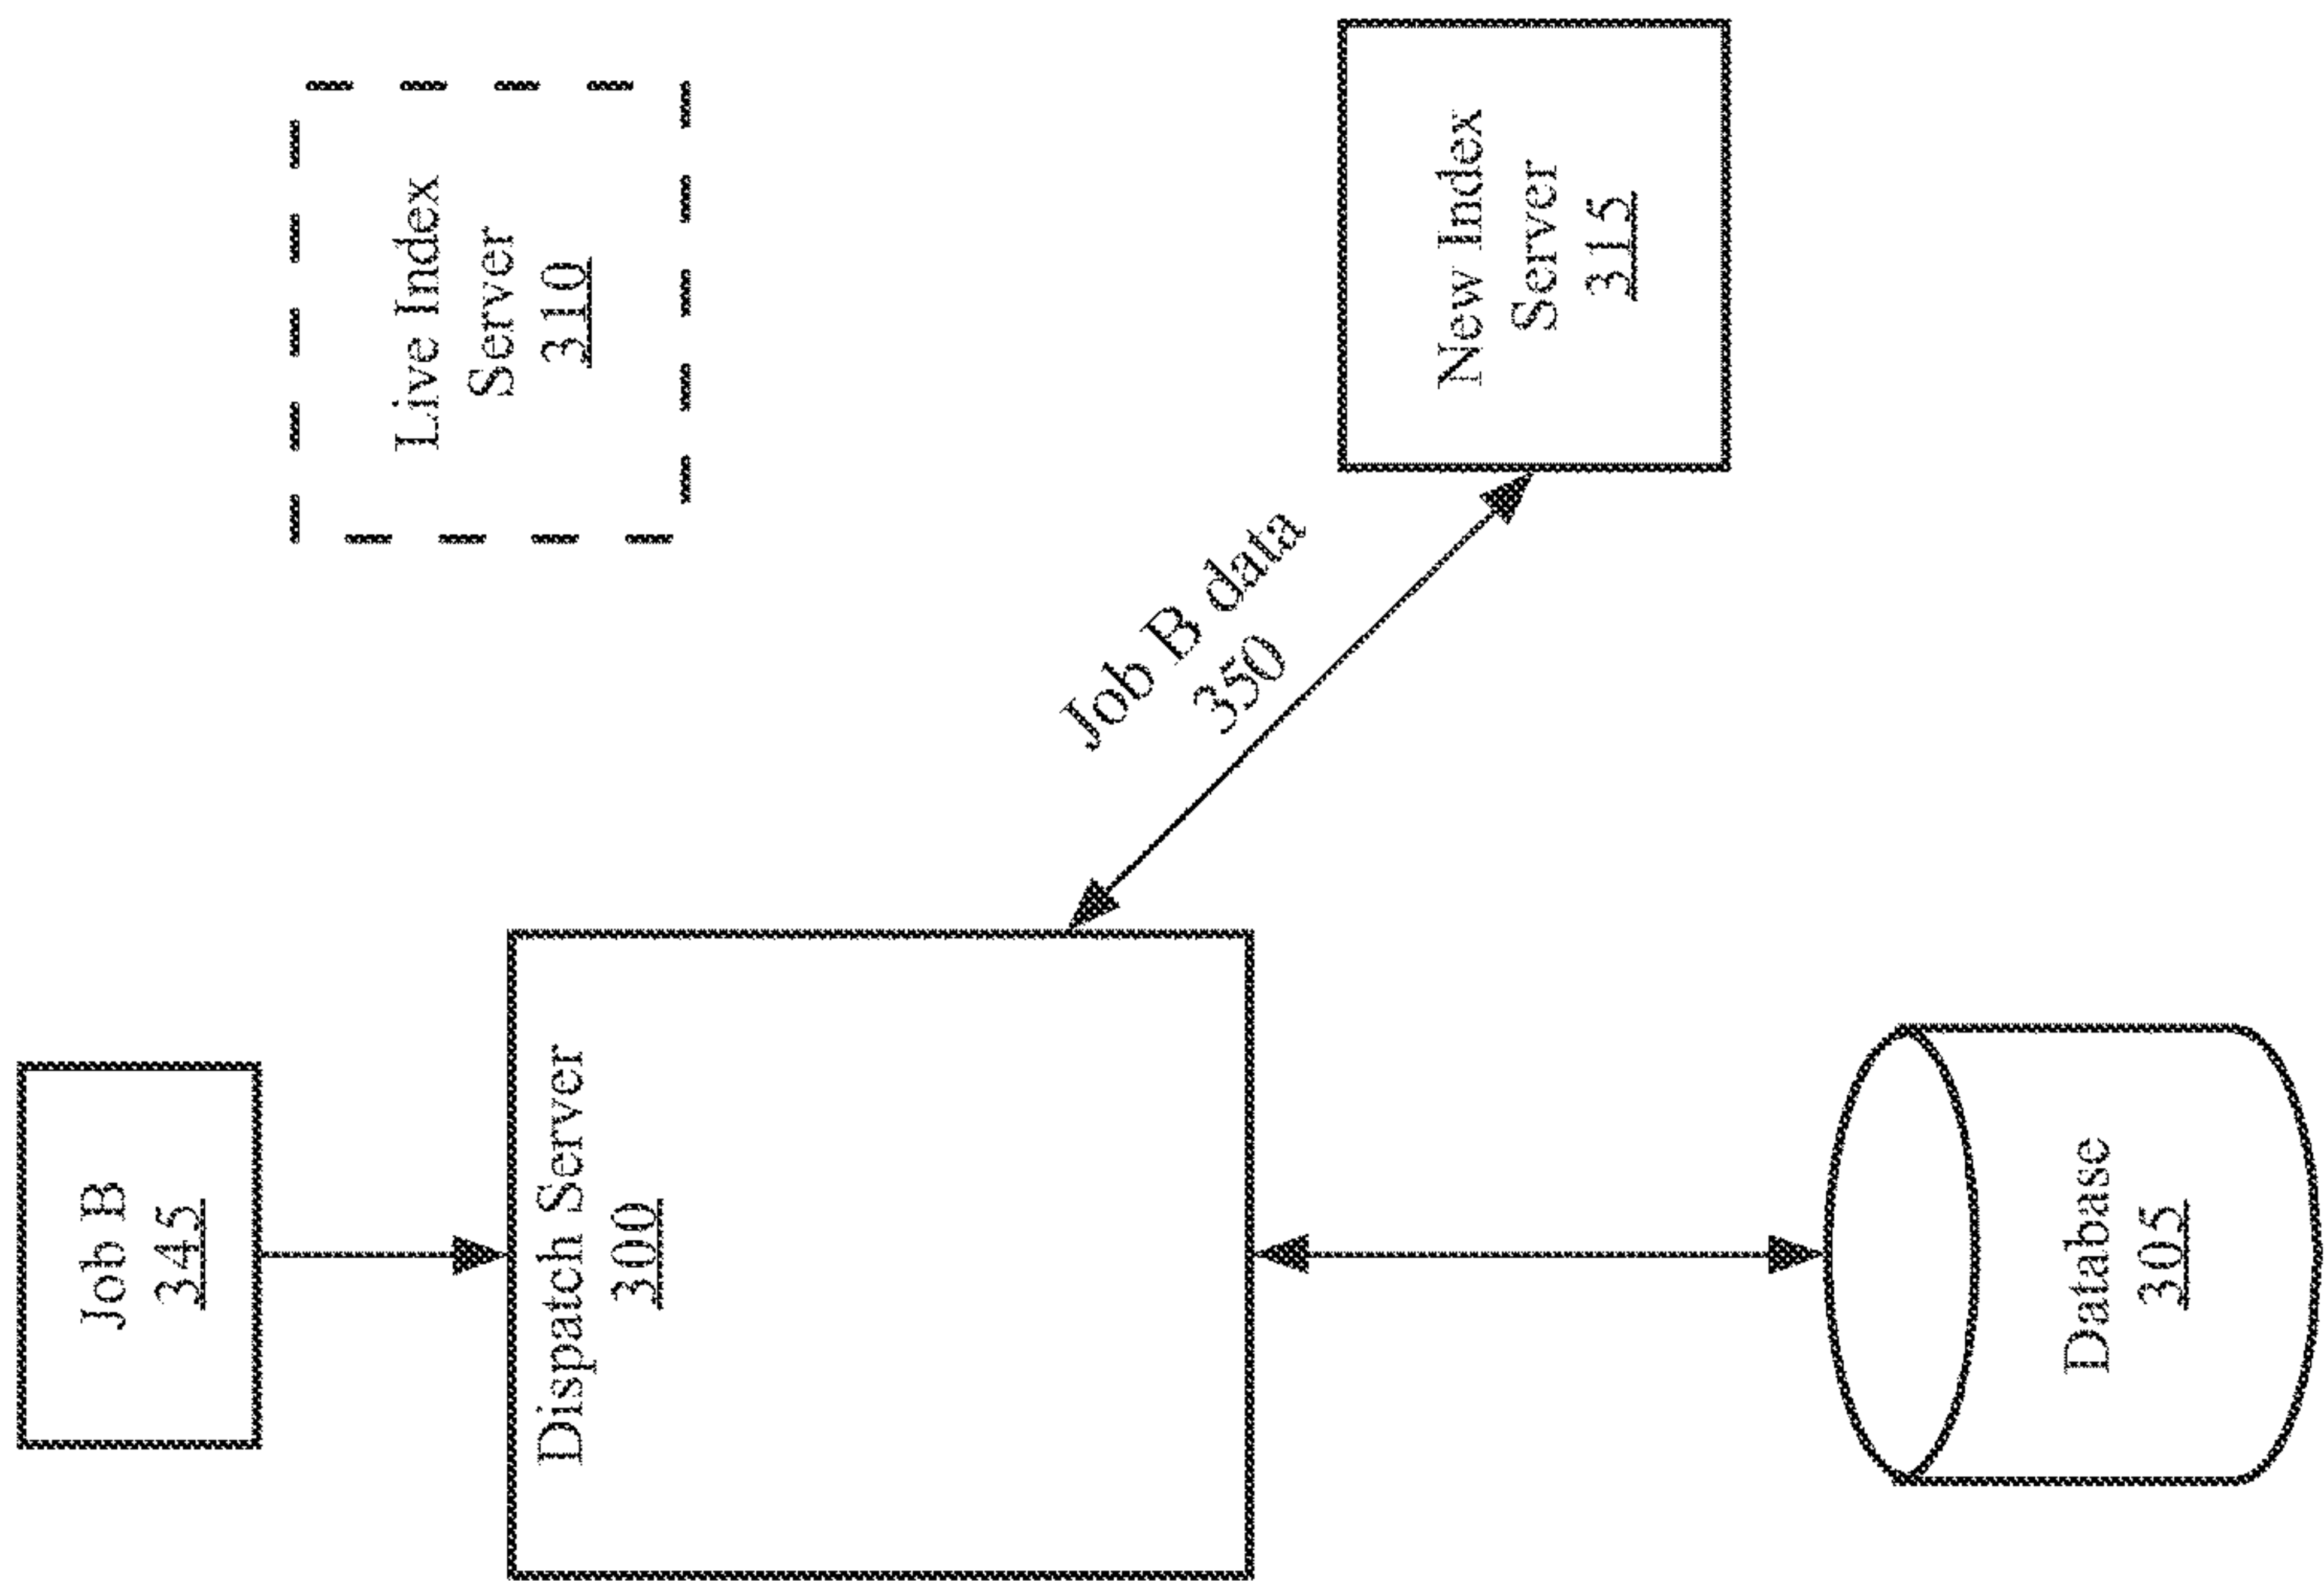 Job B
345
Dispatch Server
300
Database
305
Job B data
350
Live Index
Server
310
New Index
Server
315